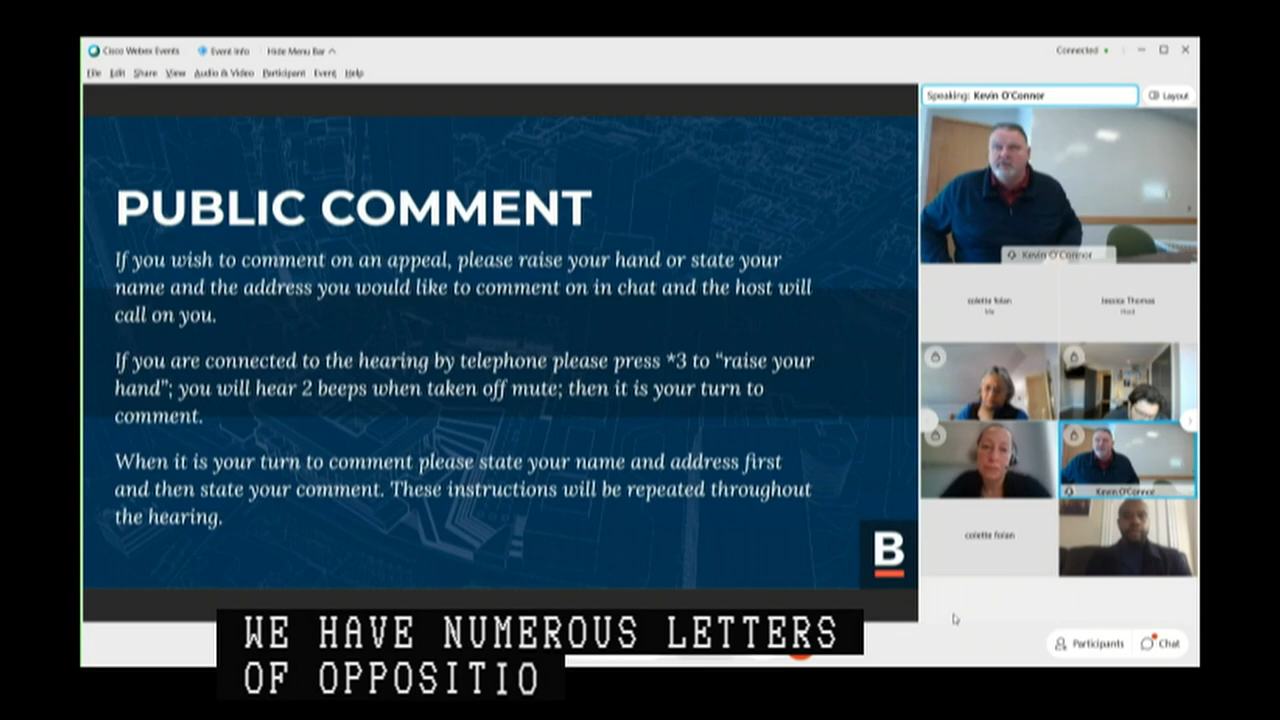 Cisco Webex Events Event Info Hide Menu Bar Connected
File Edit Share View Audio & Video Participant Event Help
Speaking: Kevin O'Connor Layout
PUBLIC COMMENT
If you wish to comment on an appeal, please raise your hand or state your
name and the address you would like to comment on in chat and the host will
call on you.
If you are connected to the hearing by telephone please press *3 to “raise your
hand”; you will hear 2 beeps when taken off mute; then it is your turn to
comment.
When it is your turn to comment please state your name and address first
and then state your comment. These instructions will be repeated throughout
the hearing.
B
Kevin O'Connor
colette folan
Me
Jessica Thomas
Host
Kevin O'Connor
colette folan
Participants Chat
WE HAVE NUMEROUS LETTERS
OF OPPOSITIO